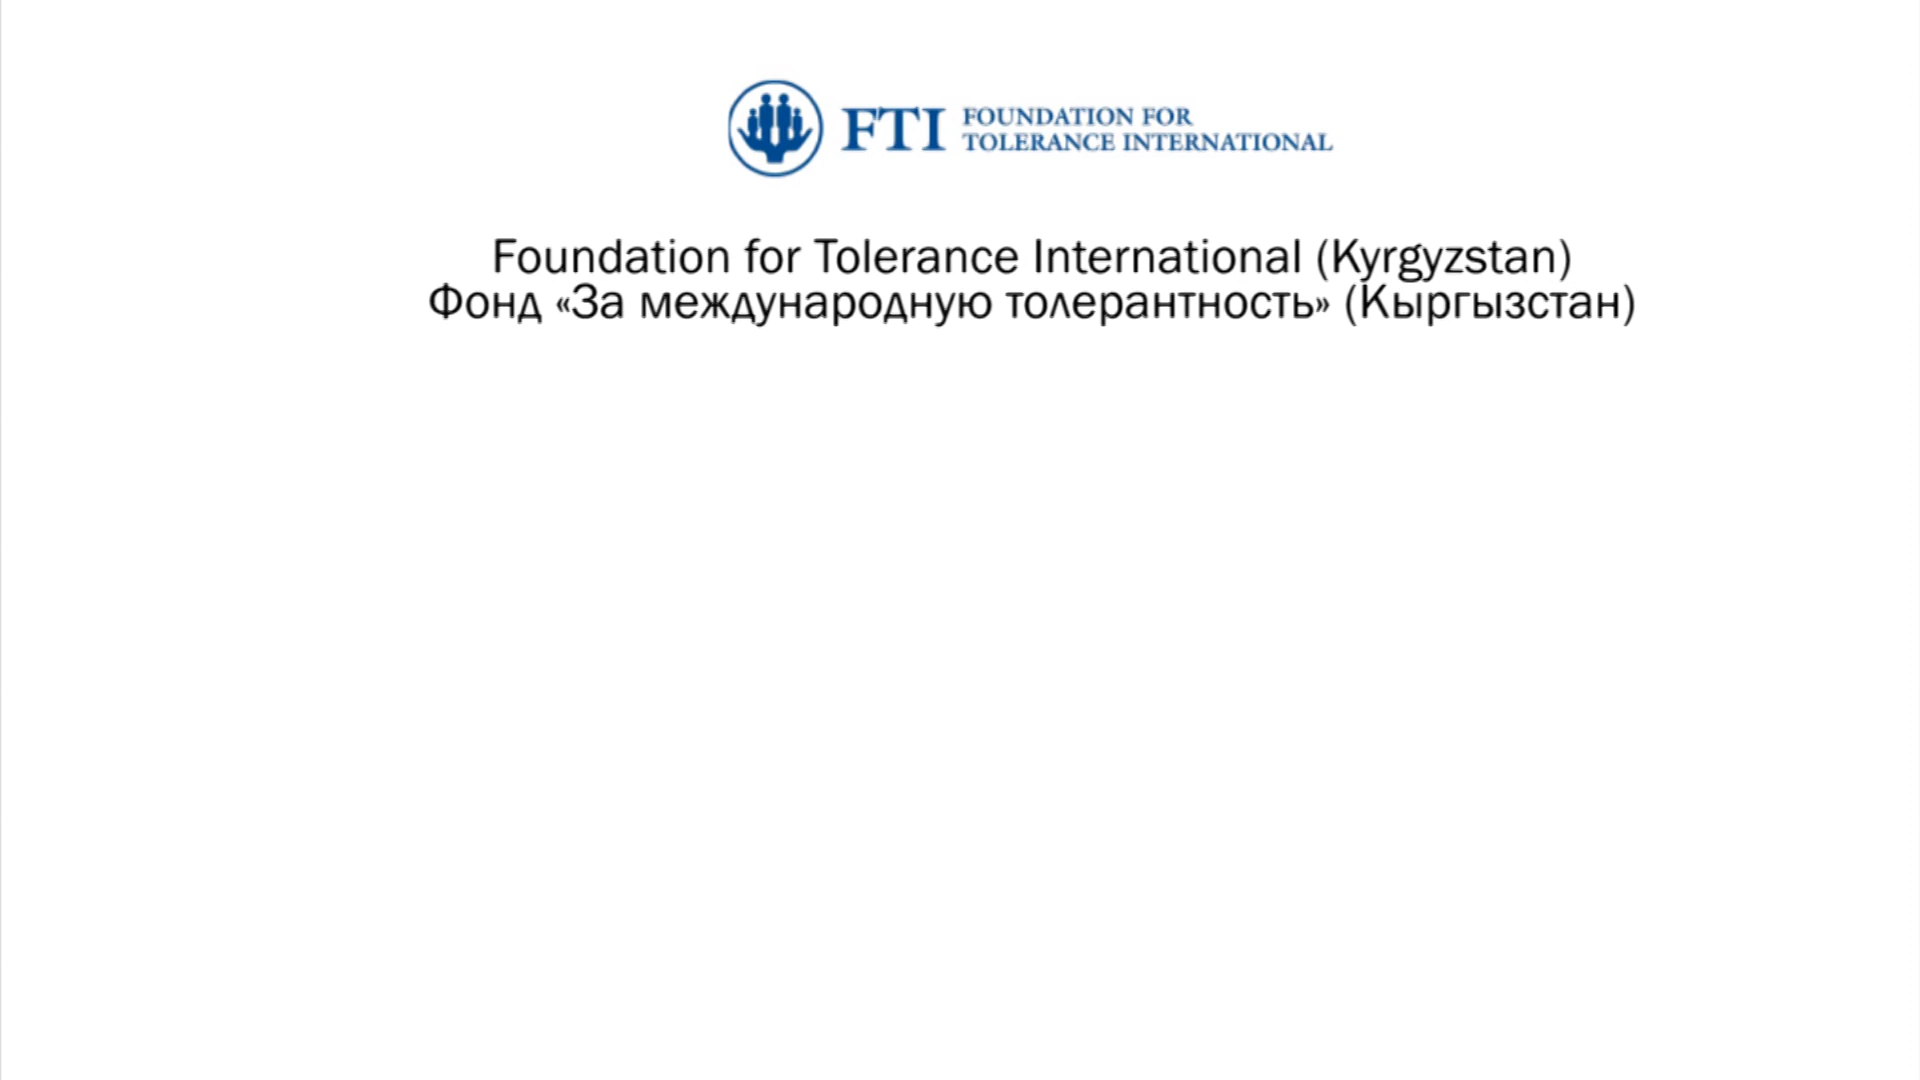 FTI FOUNDATION FOR
TOLERANCE INTERNATIONAL
Foundation for Tolerance International (Kyrgyzstan)
Фонд «За международную толерантность» (Кыргызстан)